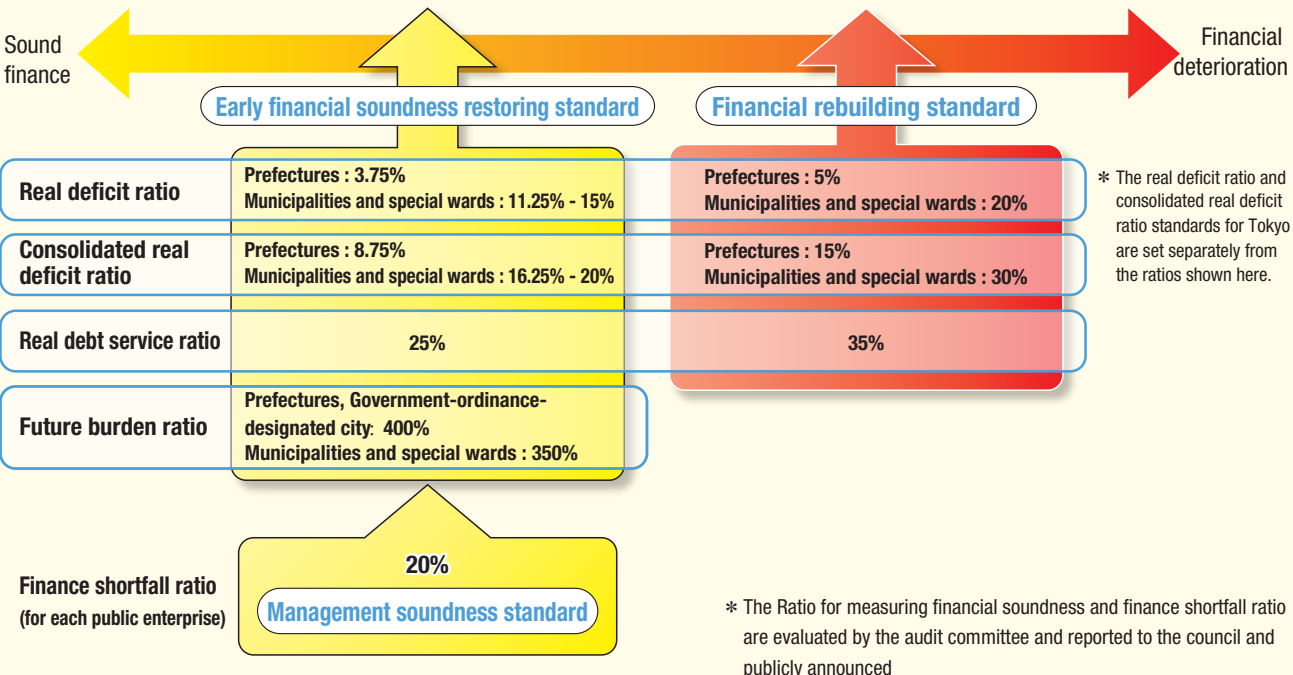 Sound
finance
Financial
deterioration
Early financial soundness restoring standard
Financial rebuilding standard
Real deficit ratio
Prefectures : 3.75%
Municipalities and special wards : 11.25% - 15%
Prefectures : 5%
Municipalities and special wards : 20%
Consolidated real
deficit ratio
Prefectures : 8.75%
Municipalities and special wards : 16.25% - 20%
Prefectures : 15%
Municipalities and special wards : 30%
Real debt service ratio
25%
35%
Future burden ratio
Prefectures, Government-ordinance-
designated city: 400%
Municipalities and special wards : 350%
* The real deficit ratio and
consolidated real deficit
ratio standards for Tokyo
are set separately from
the ratios shown here.
Finance shortfall ratio
(for each public enterprise)
20%
Management soundness standard
* The Ratio for measuring financial soundness and finance shortfall ratio
are evaluated by the audit committee and reported to the council and
publicly announced